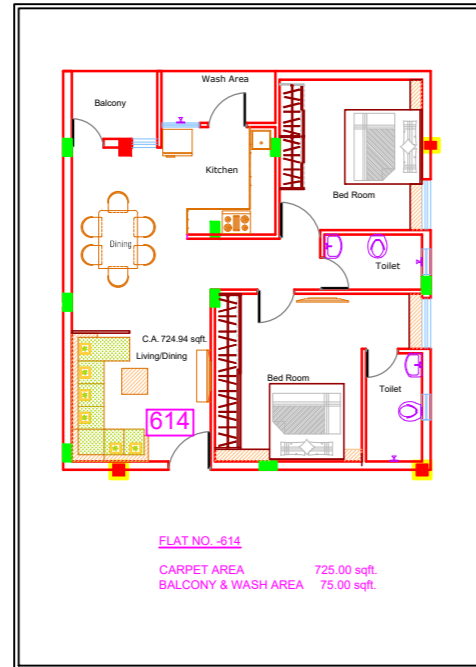 Wash Area
Balcony
Kitchen
Bed Room
Dining
Toilet
C.A. 724.94 sqft.
Living/Dining
Bed Room
Toilet
614
FLAT NO. -614
CARPET AREA 725.00 sqft.
BALCONY & WASH AREA 75.00 sqft.